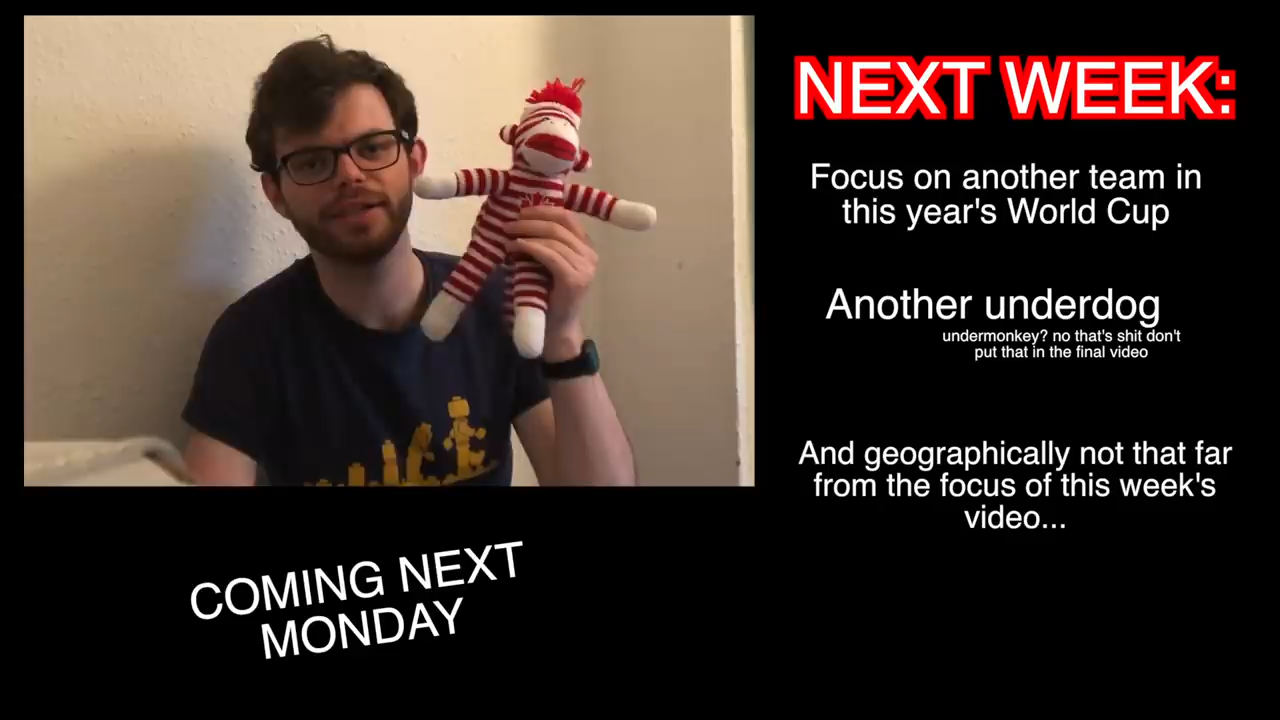 NEXT WEEK:
Focus on another team in
this year's World Cup
Another underdog
undermonkey? no that's shit don't
put that in the final video
And geographically not that far
from the focus of this week's
video...
COMING NEXT
MONDAY